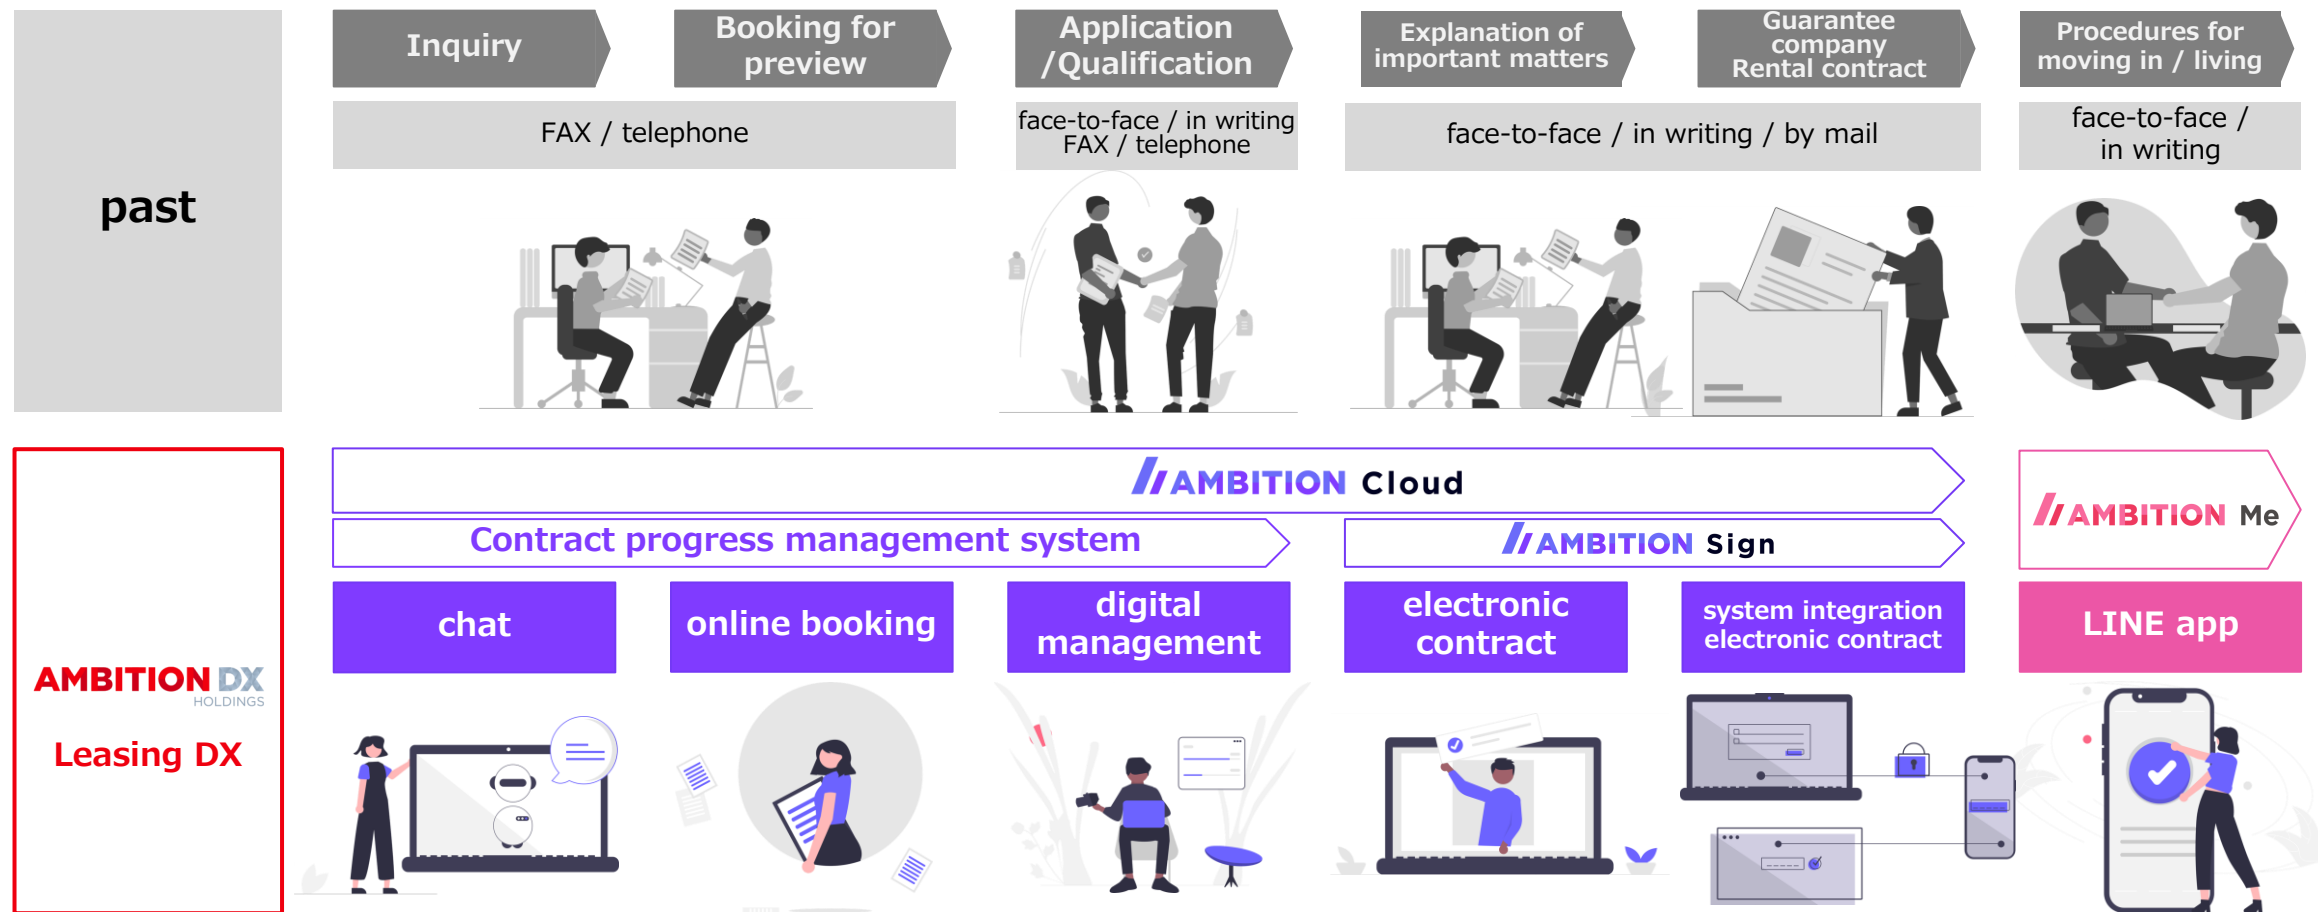 past
Inquiry
Booking for
preview
Application
/Qualification
Explanation of
important matters
Guarantee
company
Rental contract
Procedures for
moving in / living
FAX / telephone
face-to-face / in writing
FAX / telephone
face-to-face / in writing / by mail
face-to-face /
in writing
AMBITION DX
HOLDINGS
Leasing DX
AMBITION Cloud
Contract progress management system
AMBITION Sign
AMBITION Me
chat
online booking
digital
management
electronic
contract
system integration
electronic contract
LINE app